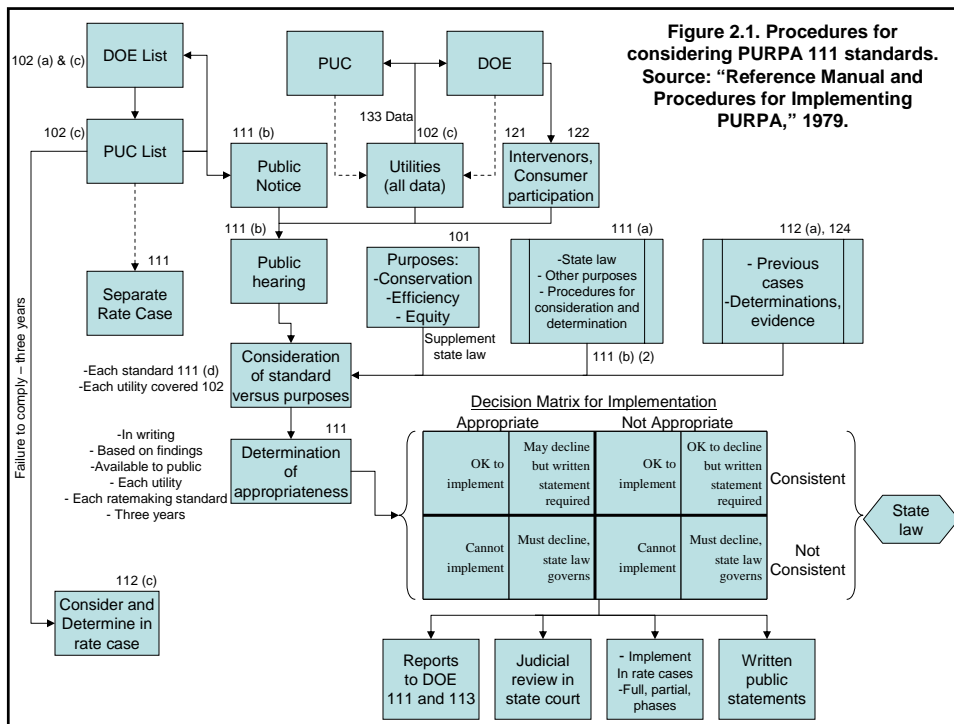 Figure 2.1. Procedures for
considering PURPA 111 standards.
Source: “Reference Manual and
Procedures for Implementing
PURPA,” 1979.
102 (a) & (c)
DOE List
PUC
DOE
133 Data
102 (c)
PUC List
111 (b)
Public
Notice
102 (c)
Utilities
(all data)
121
122
Intervenors,
Consumer
participation
111
Separate
Rate Case
111 (b)
Public
hearing
101
Purposes:
-Conservation
-Efficiency
- Equity
Supplement
state law
111 (a)
-State law
- Other purposes
- Procedures for
consideration and
determination
111 (b) (2)
112 (a), 124
- Previous
cases
-Determinations,
evidence
Failure to comply – three years
-Each standard 111 (d)
-Each utility covered 102
Consideration
of standard
versus purposes
-In writing
- Based on findings
-Available to public
- Each utility
- Each ratemaking standard
- Three years
111
Determination
of
appropriateness
Decision Matrix for Implementation
Appropriate
Not Appropriate
OK to
implement
May decline
but written
statement
required
OK to
implement
OK to decline
but written
statement
required
Consistent
Cannot
implement
Must decline,
state law
governs
Cannot
implement
Must decline,
state law
governs
Not
Consistent
State
law
112 (c)
Consider and
Determine in
rate case
Reports
to DOE
111 and 113
Judicial
review in
state court
- Implement
In rate cases
-Full, partial,
phases
Written
public
statements